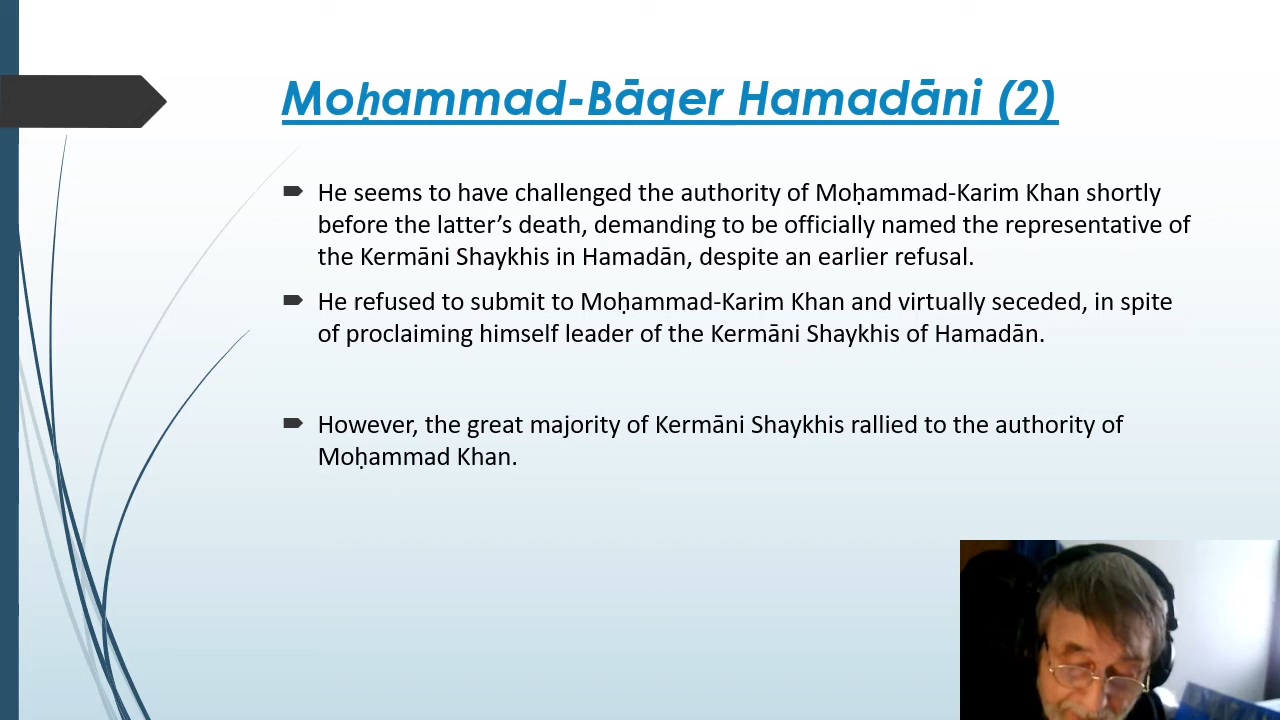 Moḥammad-Bāqer Hamadāni (2)
He seems to have challenged the authority of Moḥammad-Karim Khan shortly
before the latter’s death, demanding to be officially named the representative of
the Kermāni Shaykhis in Hamadān, despite an earlier refusal.
He refused to submit to Moḥammad-Karim Khan and virtually seceded, in spite
of proclaiming himself leader of the Kermāni Shaykhis of Hamadān.
However, the great majority of Kermāni Shaykhis rallied to the authority of
Moḥammad Khan.